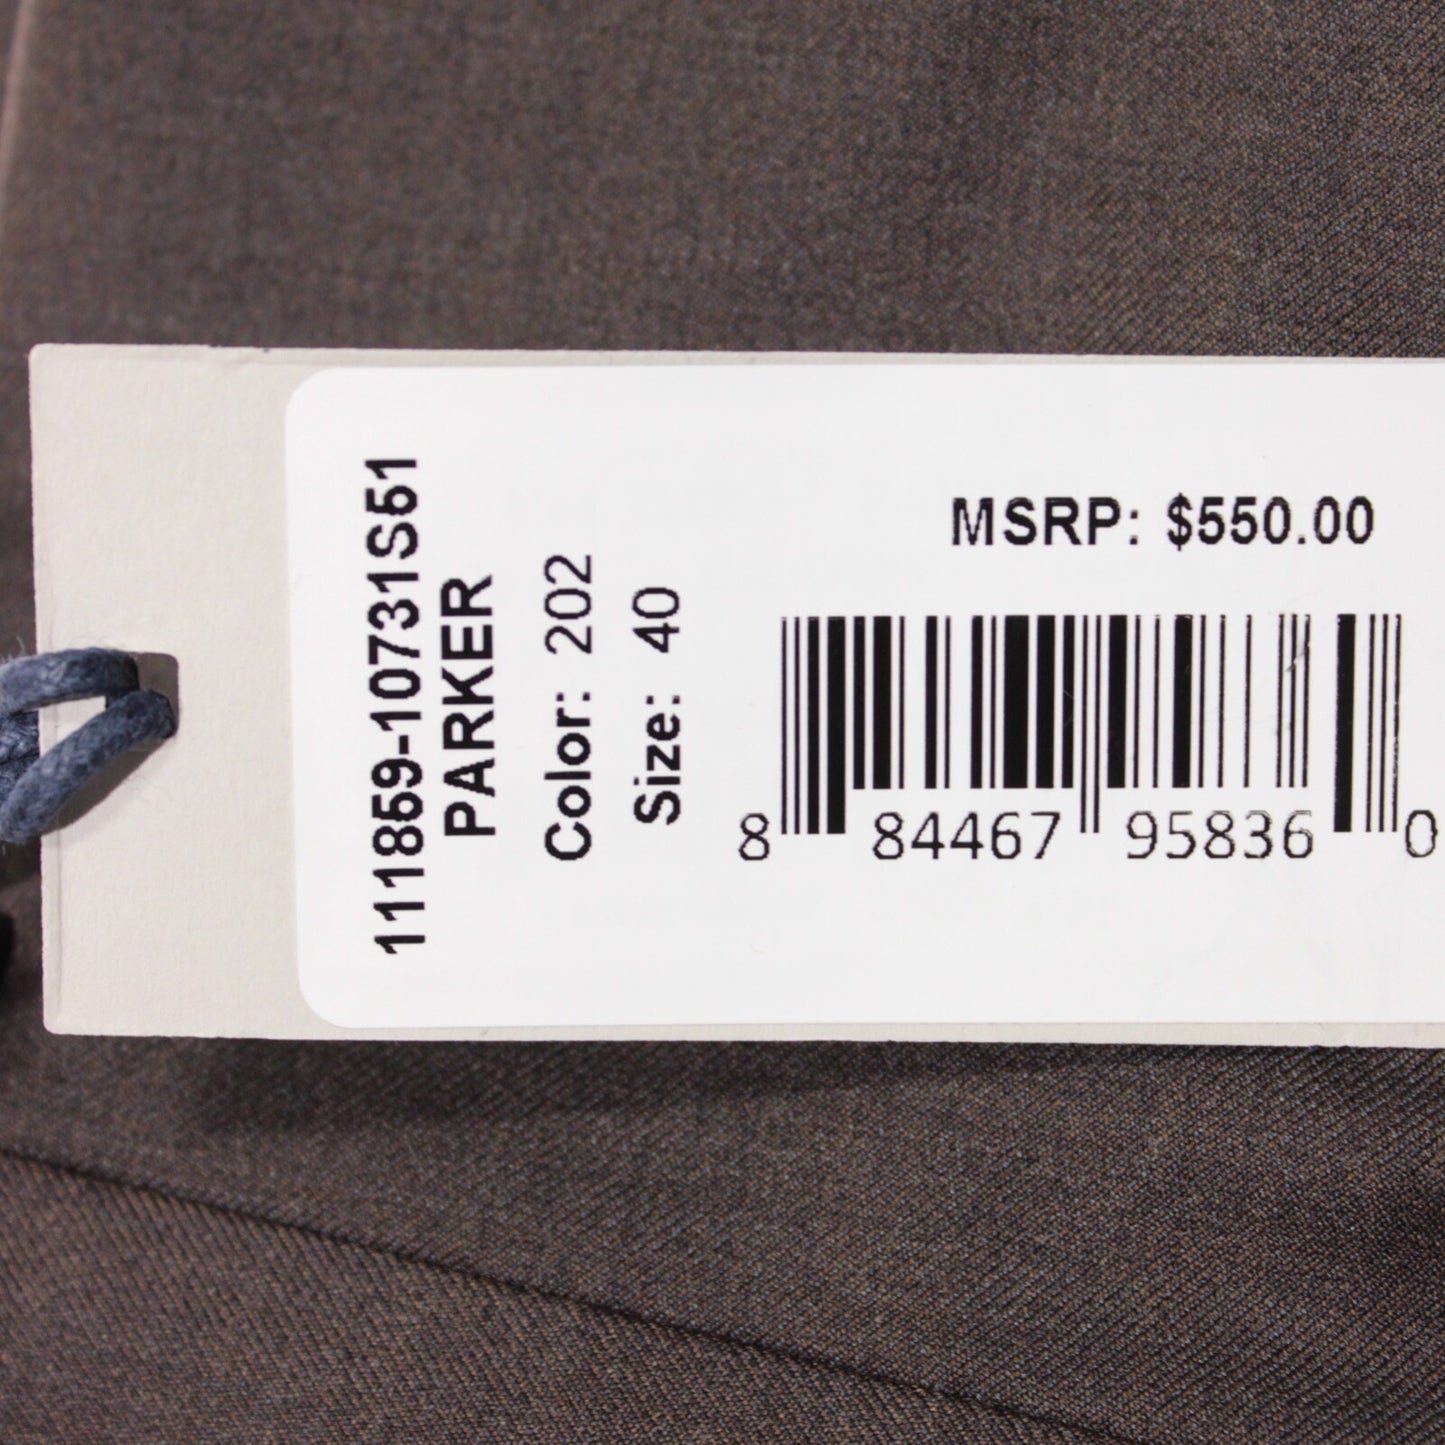 111859-10731S51
PARKER
Color: 202
Size: 40
MSRP: $550.00
8 84467 95836 0